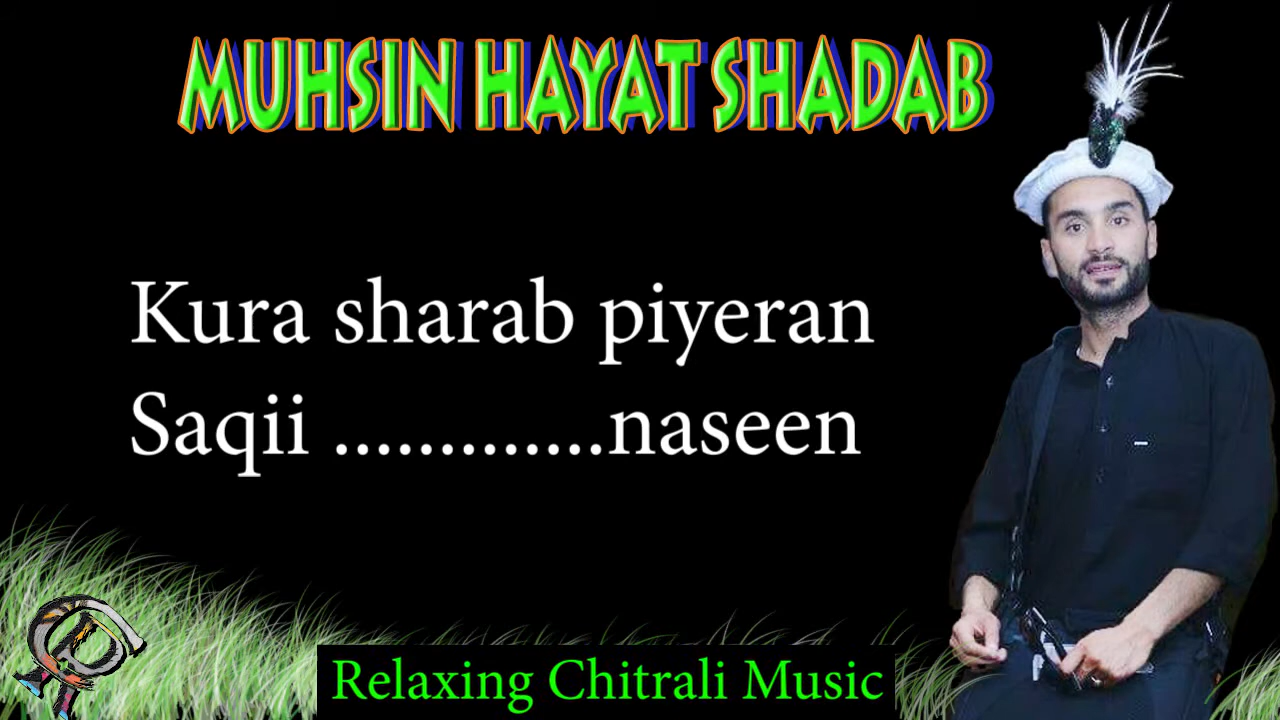 MUHSIN HAYAT SHADAB
Kura sharab piyeran
Saqii .............naseen
Relaxing Chitrali Music